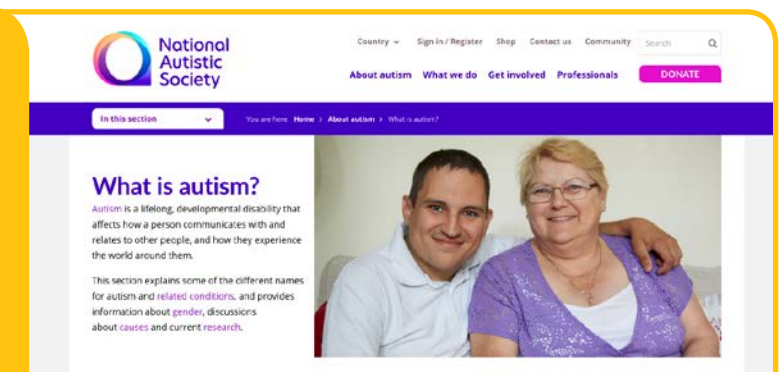 National
Autistic
Society
Country Sign in / Register Shop Contact us Community Search
About autism What we do Get involved Professionals DONATE
In this section You are here: Home > About autism > What is autism?
What is autism?
Autism is a lifelong, developmental disability that
affects how a person communicates with and
relates to other people, and how they experience
the world around them.
This section explains some of the different names
for autism and related conditions, and provides
information about gender, discussions
about causes and current research.